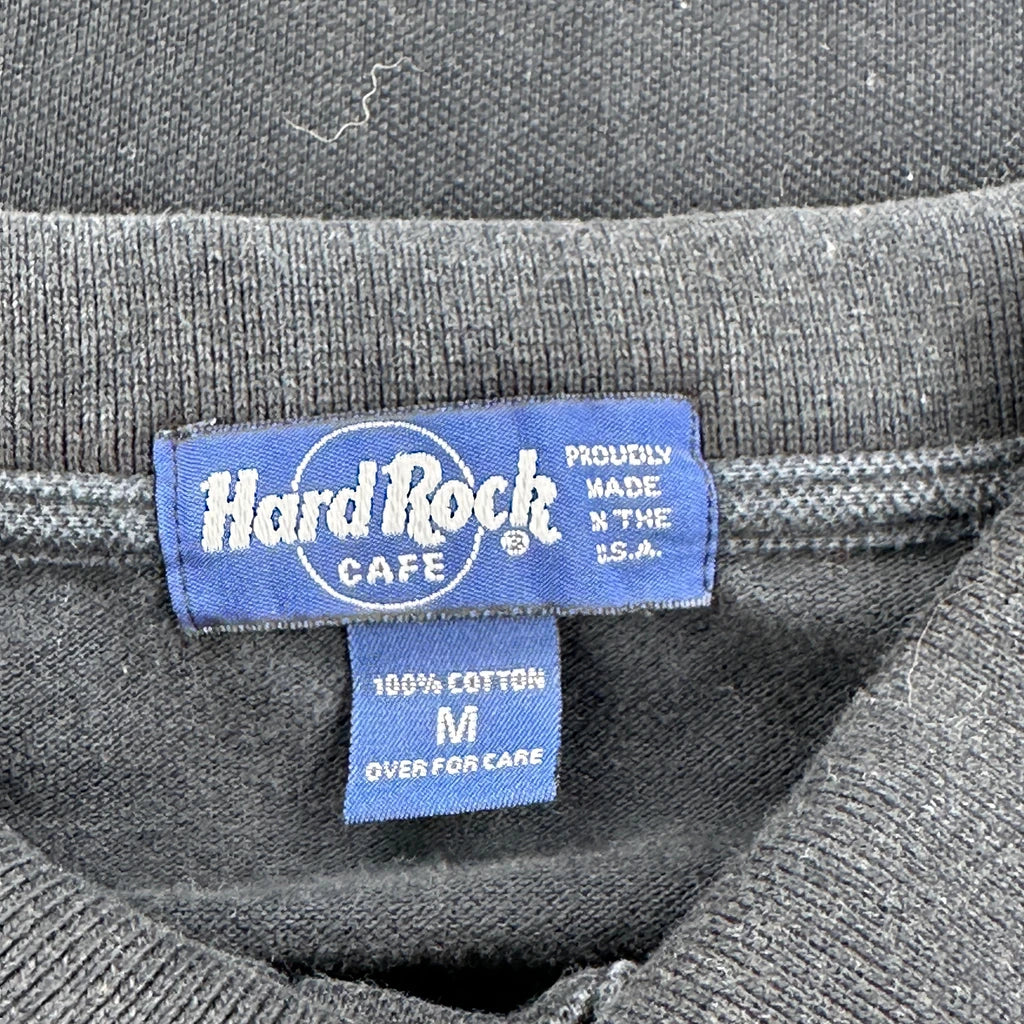 Hard Rock ®
CAFE
PROUDLY
MADE
IN THE
U.S.A.
100% COTTON
M
OVER FOR CARE